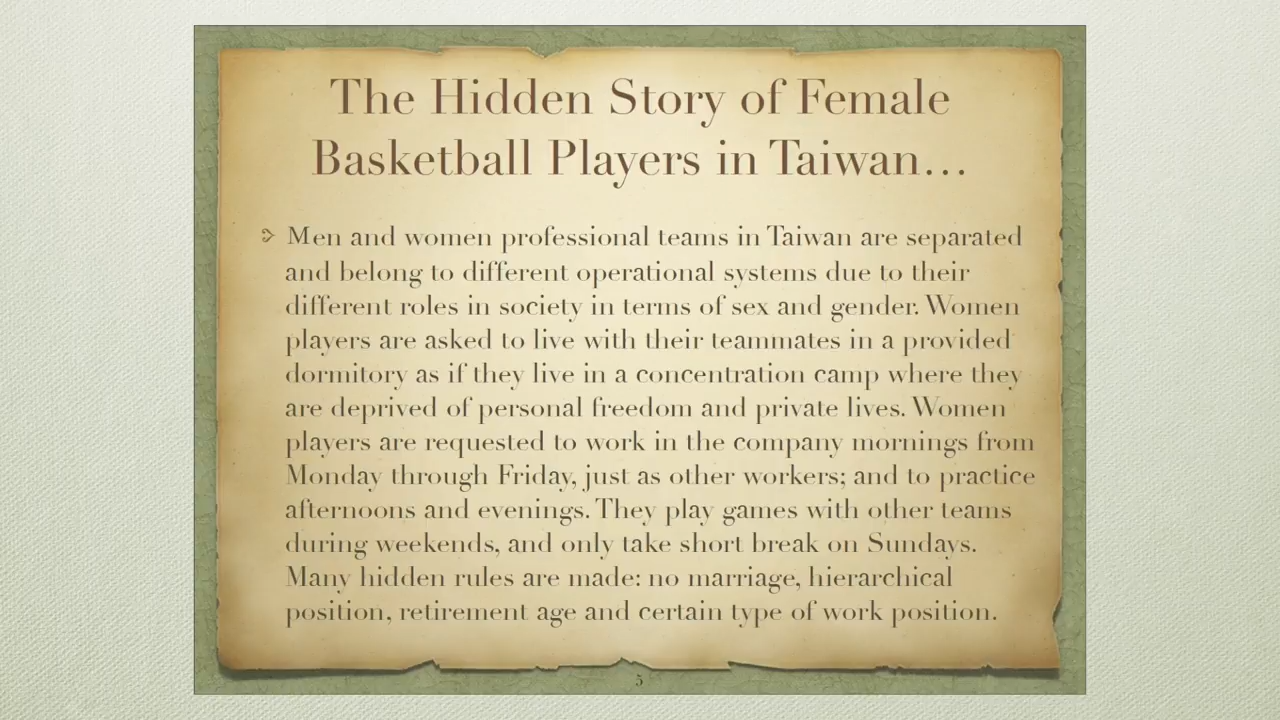 The Hidden Story of Female
Basketball Players in Taiwan…
Men and women professional teams in Taiwan are separated
and belong to different operational systems due to their
different roles in society in terms of sex and gender. Women
players are asked to live with their teammates in a provided
dormitory as if they live in a concentration camp where they
are deprived of personal freedom and private lives. Women
players are requested to work in the company mornings from
Monday through Friday, just as other workers; and to practice
afternoons and evenings. They play games with other teams
during weekends, and only take short break on Sundays.
Many hidden rules are made: no marriage, hierarchical
position, retirement age and certain type of work position.
5